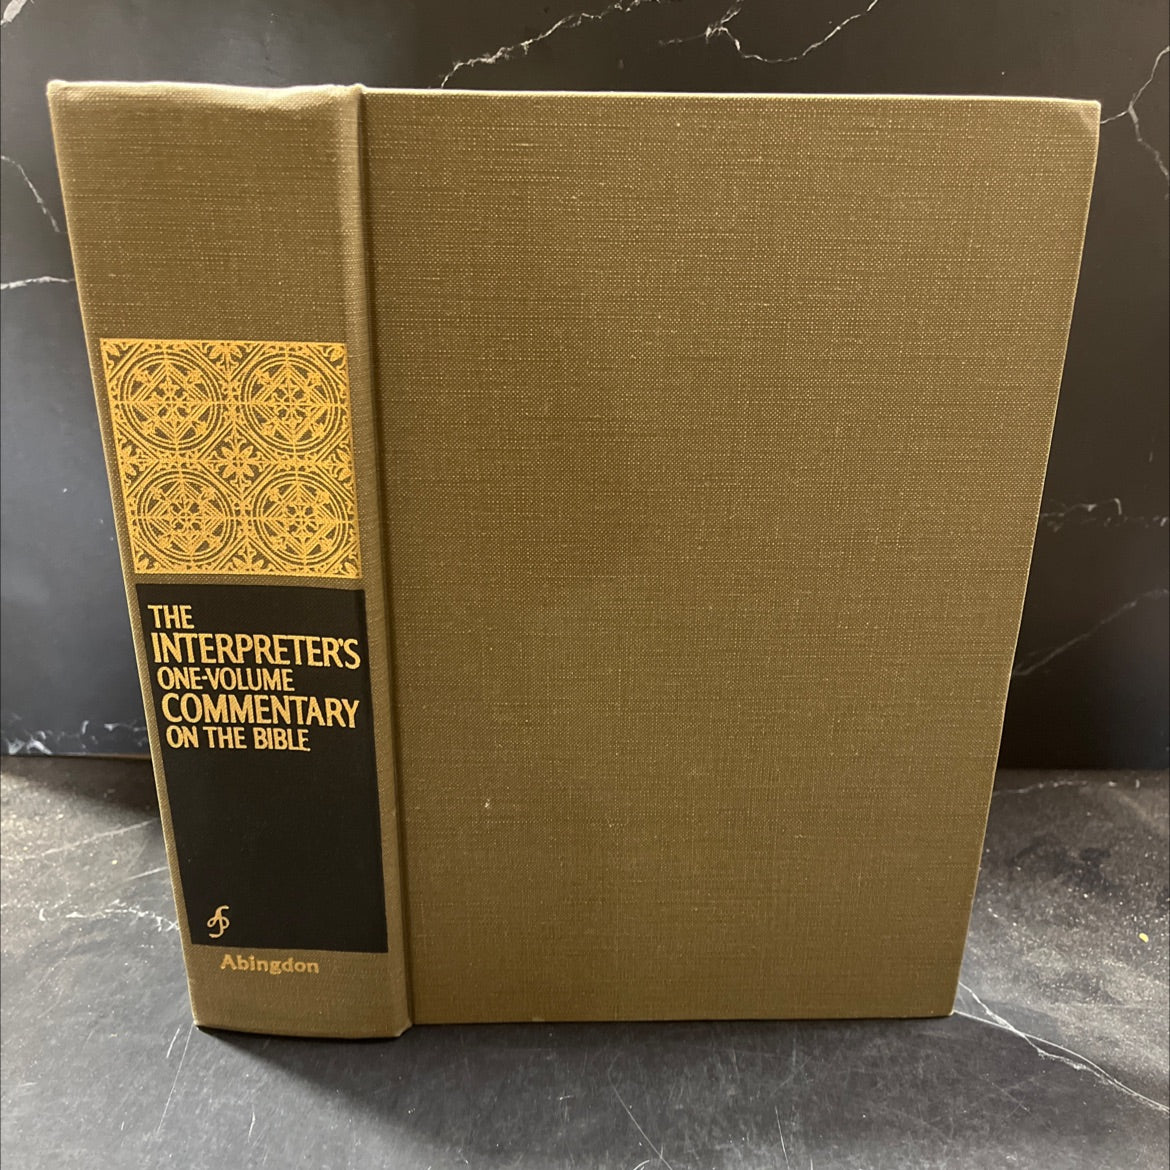 THE
INTERPRETER'S
ONE-VOLUME
COMMENTARY
ON THE BIBLE
Abingdon